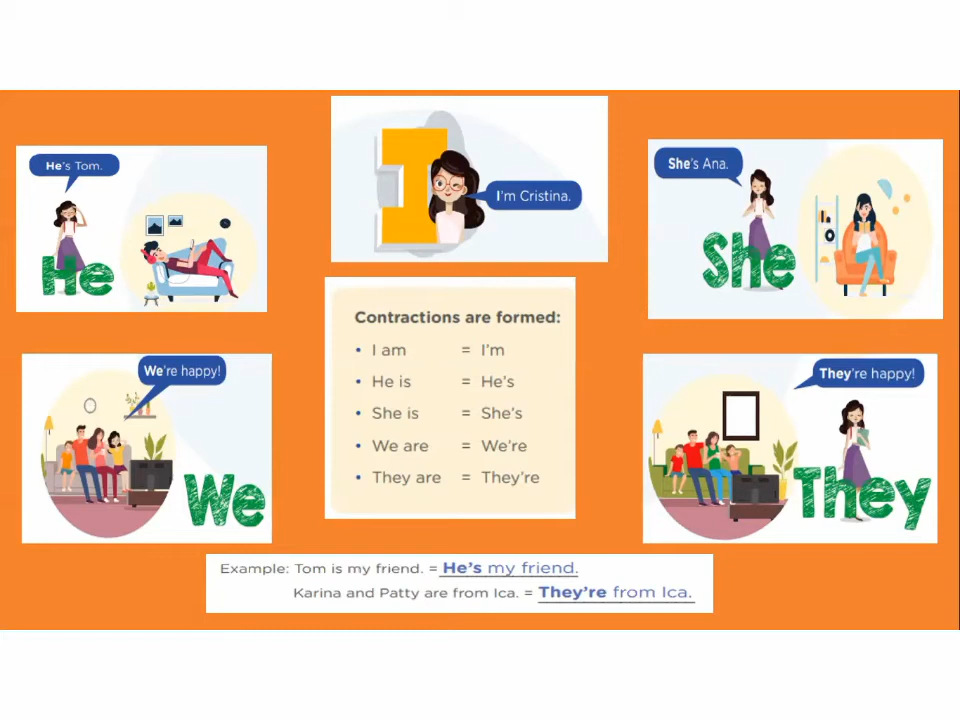 He's Tom.
He
I
I'm Cristina.
She's Ana.
She
Contractions are formed:
• I am = I'm
• He is = He's
• She is = She's
• We are = We're
• They are = They're
We're happy!
We
They're happy!
They
Example: Tom is my friend. = He's my friend.
Karina and Patty are from Ica. = They're from Ica.